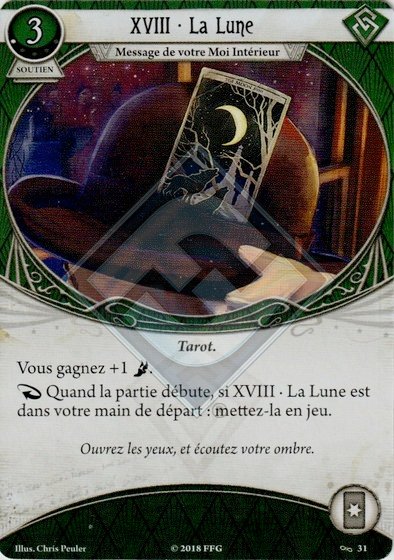 3
XVIII · La Lune
Message de votre Moi Intérieur
SOUTIEN
Tarot.
Vous gagnez +1 .
Quand la partie débute, si XVIII · La Lune est
dans votre main de départ : mettez-la en jeu.
Ouvrez les yeux, et écoutez votre ombre.
Illus. Chris Peuler
© 2018 FFG
31